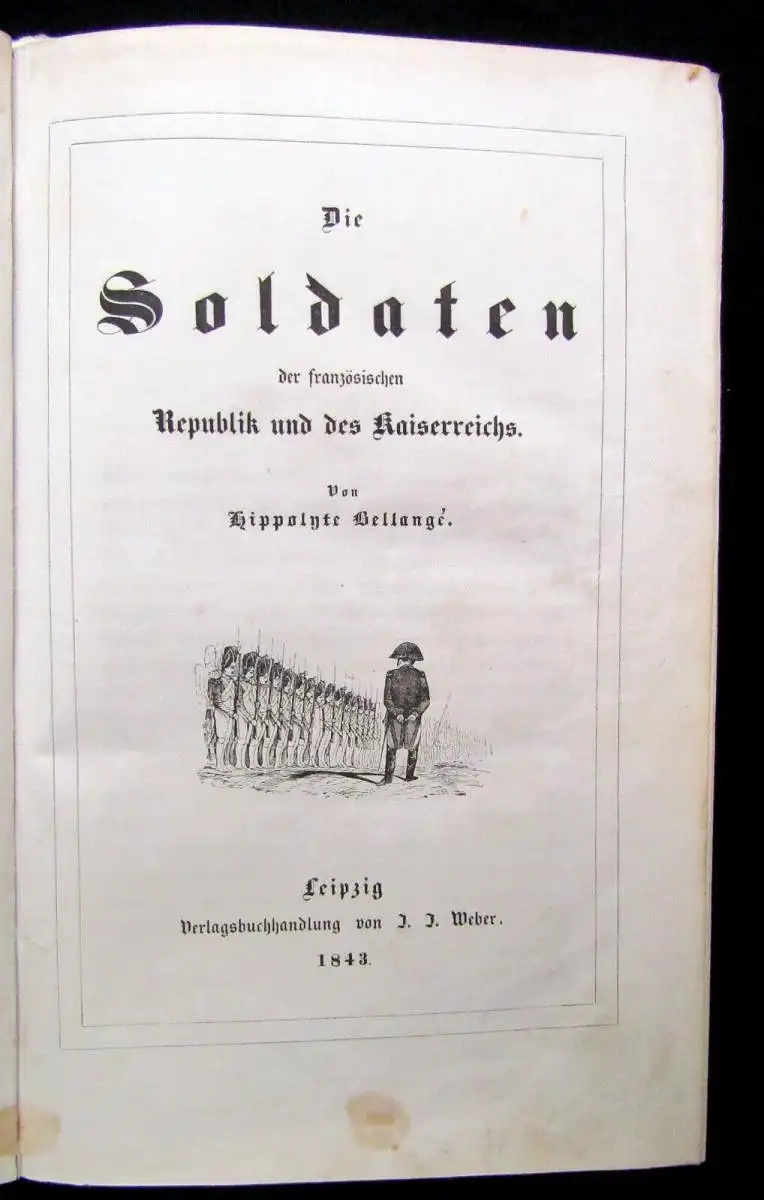 Die
Soldaten
der französischen
Republik und des Kaiserreichs.
Von
Hippolyte Bellangé.
Leipzig
Verlagsbuchhandlung von J. J. Weber.
1843.